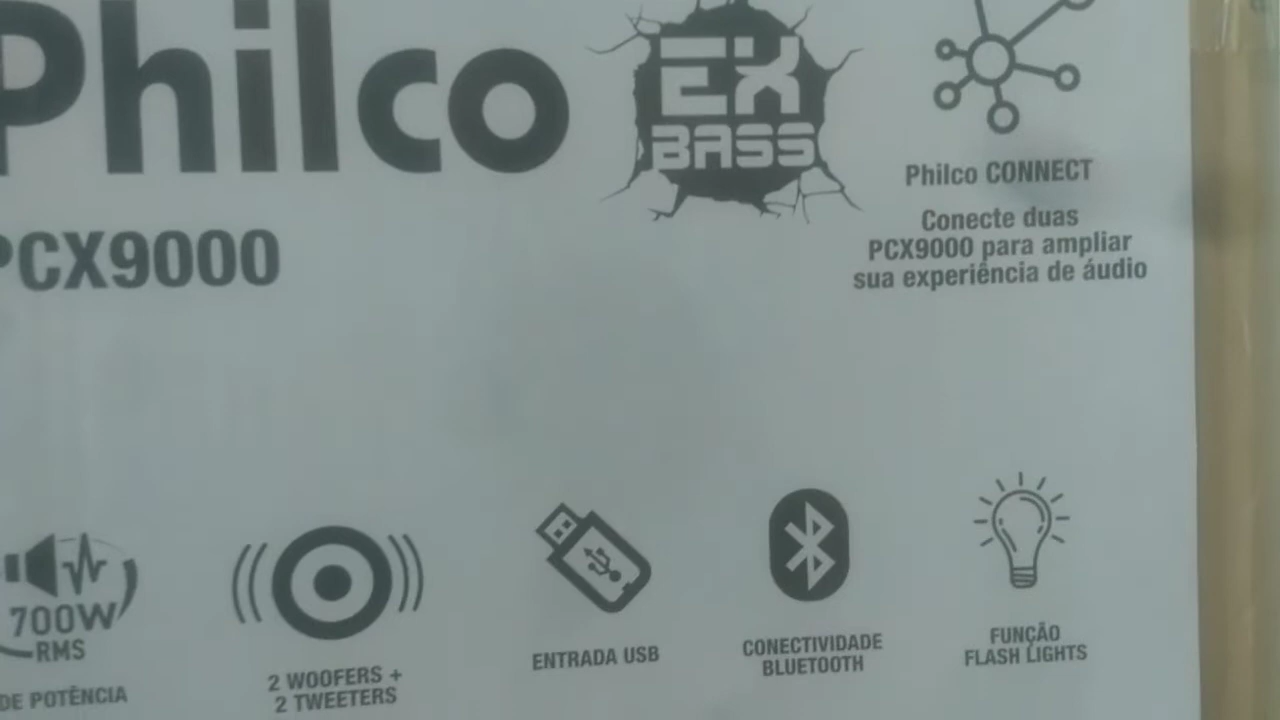 Philco
EX
BASS
Philco CONNECT
Conecte duas
PCX9000 para ampliar
sua experiência de áudio
PCX9000
700W
RMS
DE POTÊNCIA
2 WOOFERS +
2 TWEETERS
ENTRADA USB
CONECTIVIDADE
BLUETOOTH
FUNÇÃO
FLASH LIGHTS